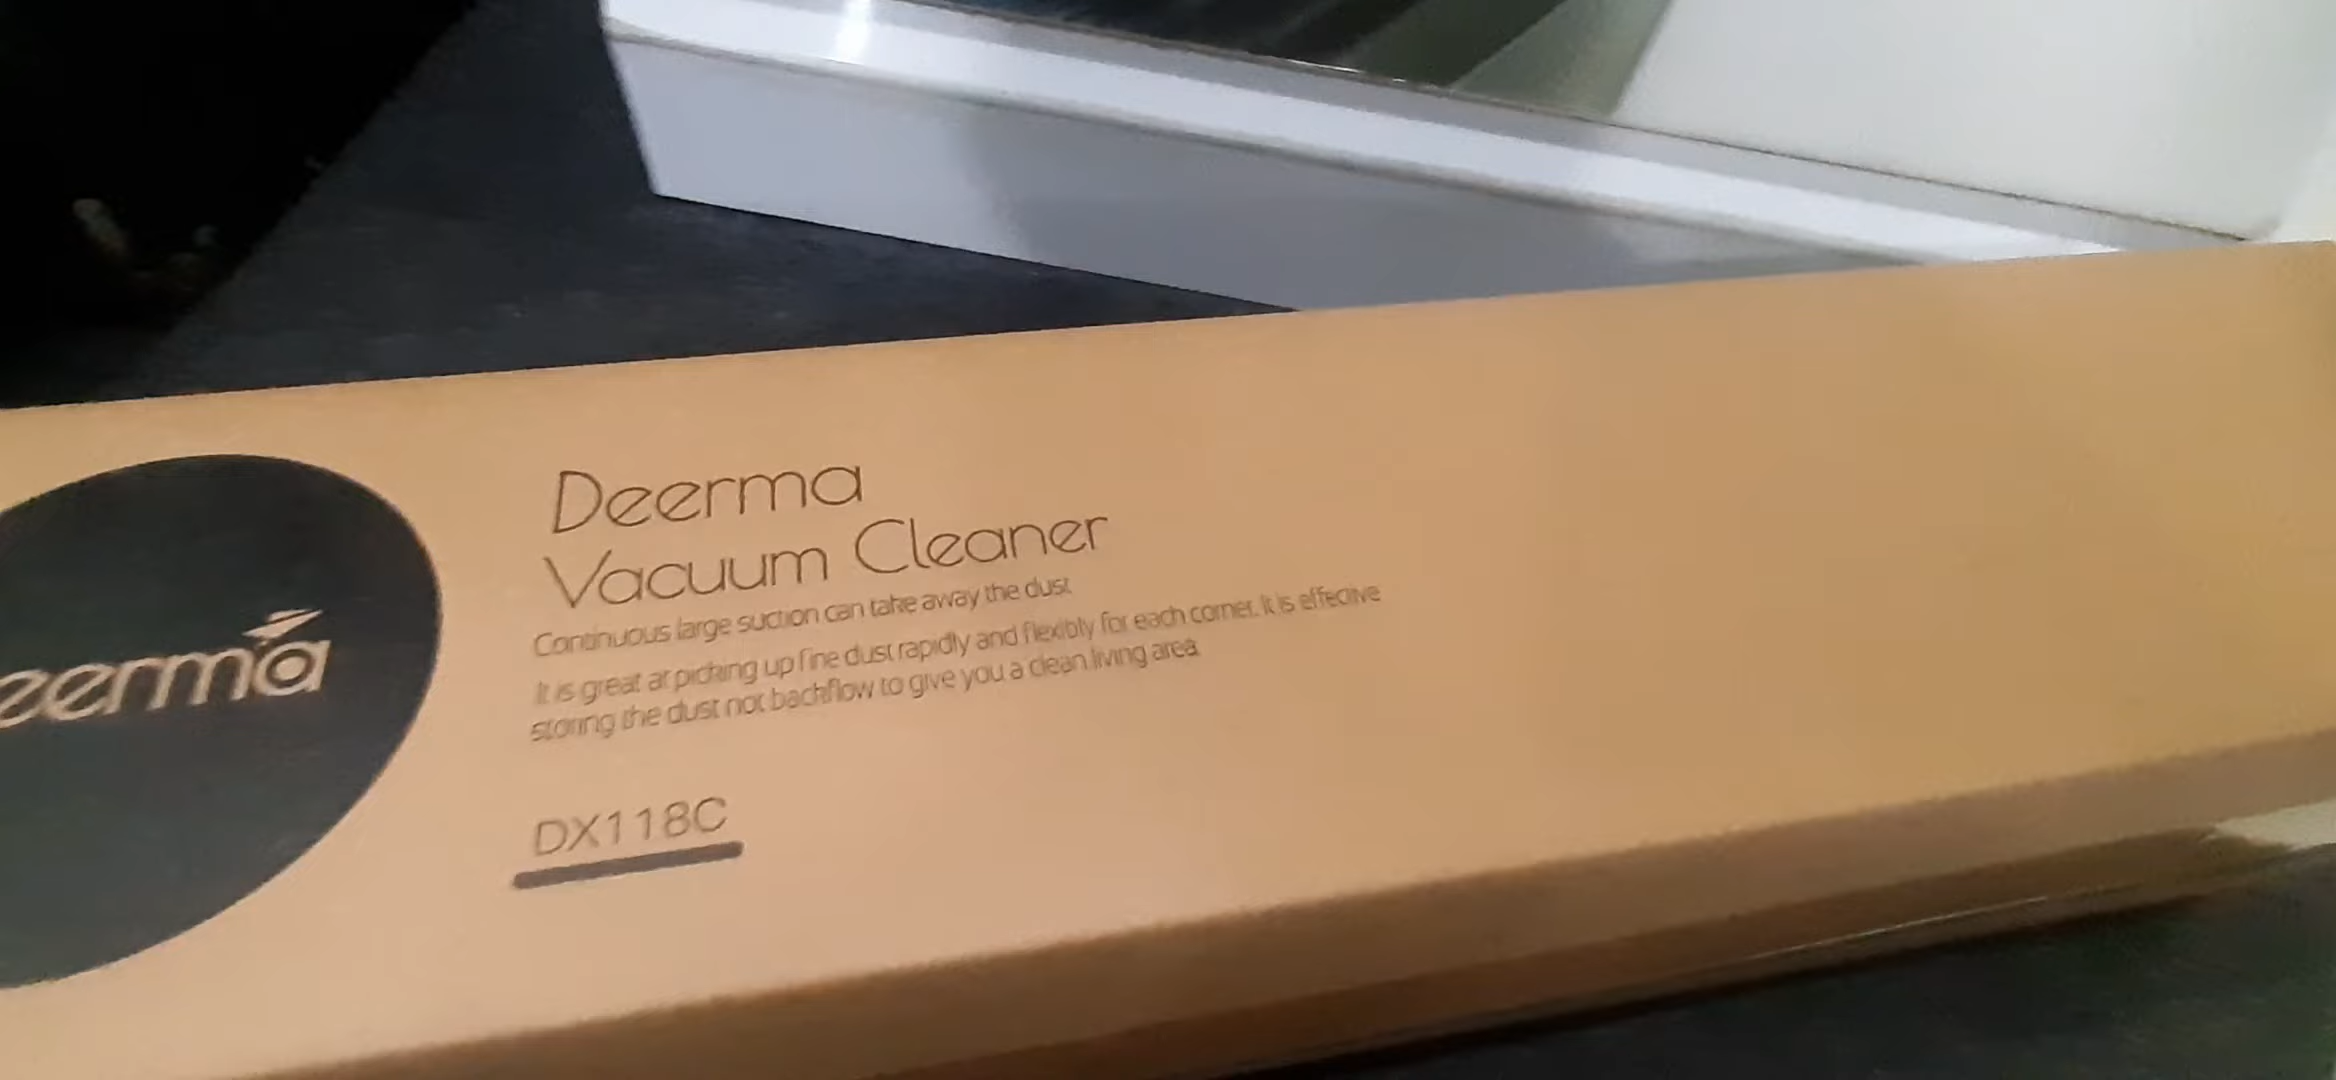 eerma
Deerma
Vacuum Cleaner
Continuous large suction can take away the dust
It is great at picking up fine dust rapidly and flexibly for each corner. It is effective
storing the dust not backflow to give you a clean living area
DX118C